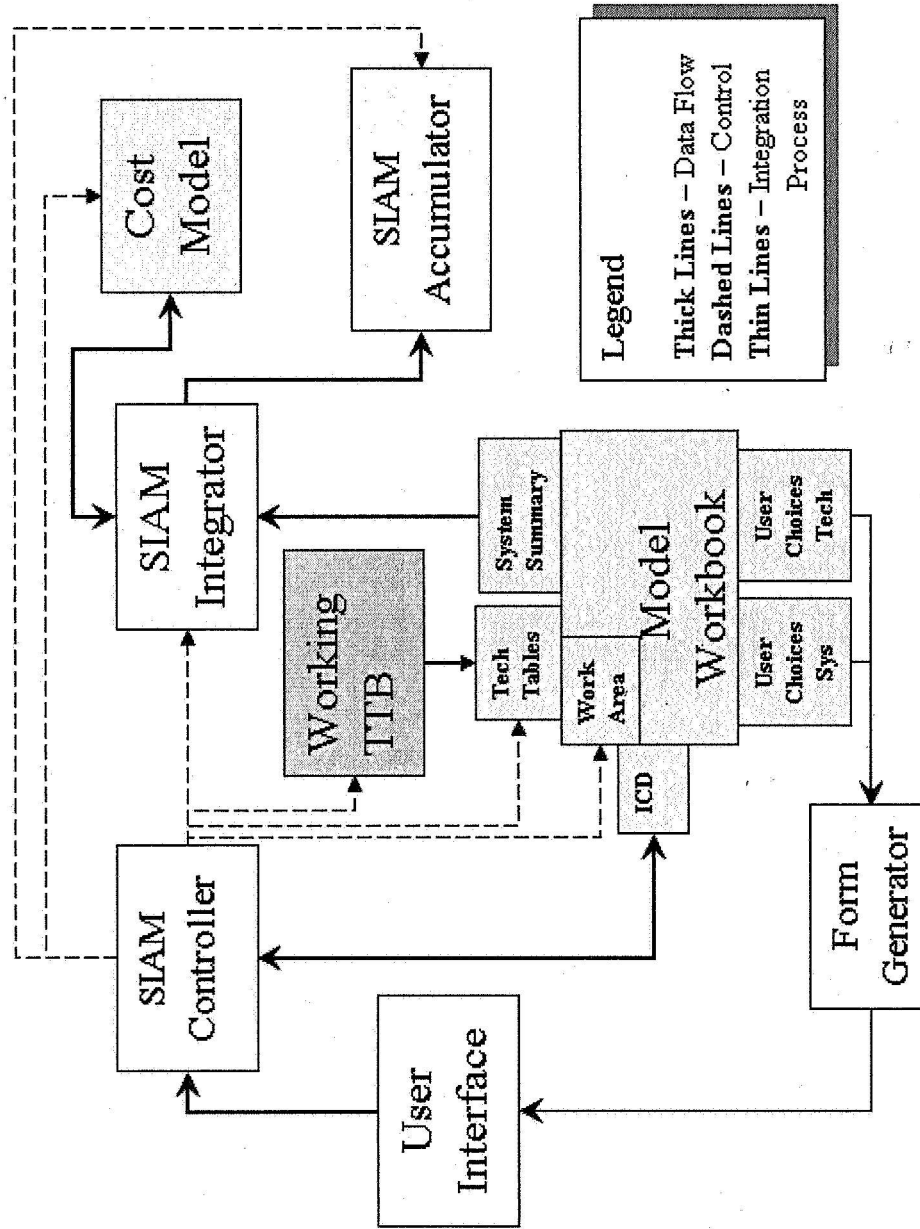 SIAM
Controller
SIAM
Integrator
Cost
Model
User
Interface
Working
TTB
SIAM
Accumulator
Tech
Tables
System
Summary
Work
Area
ICD
Model
Workbook
User
Choices
Sys
User
Choices
Tech
Form
Generator
Legend
Thick Lines – Data Flow
Dashed Lines – Control
Thin Lines – Integration
Process